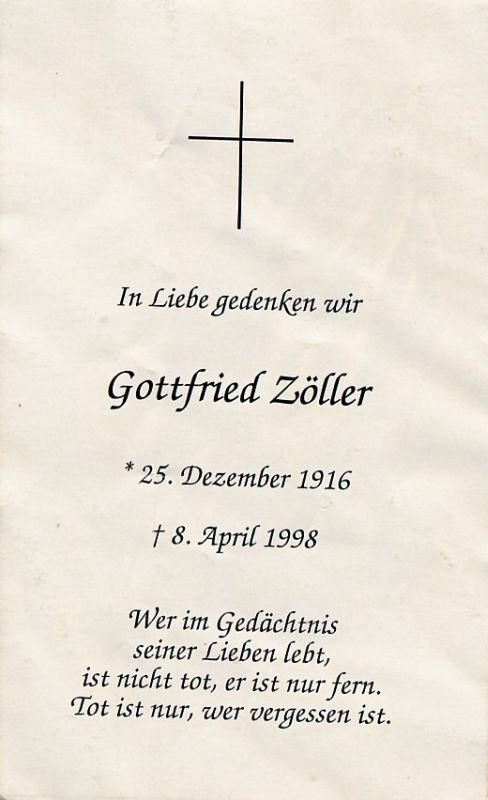 In Liebe gedenken wir
Gottfried Zöller
* 25. Dezember 1916
† 8. April 1998
Wer im Gedächtnis
seiner Lieben lebt,
ist nicht tot, er ist nur fern.
Tot ist nur, wer vergessen ist.